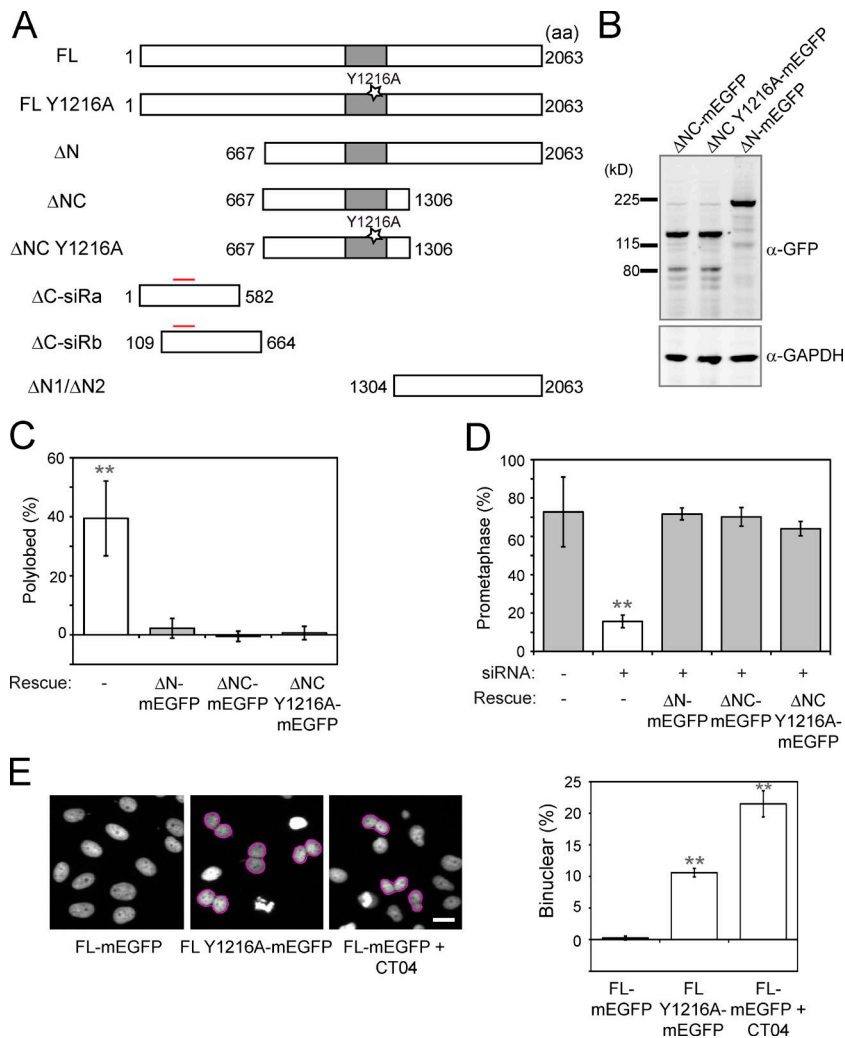 A
(aa)
FL 1 2063
Y1216A
FL Y1216A 1 2063
ΔN 667 2063
ΔNC 667 1306
Y1216A
ΔNC Y1216A 667 1306
ΔC-siRa 1 582
ΔC-siRb 109 664
ΔN1/ΔN2 1304 2063
B
ΔNC-mEGFP
ΔNC Y1216A-mEGFP
ΔN-mEGFP
(kD)
225
115
80
α-GFP
α-GAPDH
C
Polylobed (%)
60
40
20
0
**
Rescue: - ΔN-mEGFP ΔNC-mEGFP ΔNC Y1216A-mEGFP
D
Prometaphase (%)
100
80
60
40
20
0
**
siRNA: - + + + +
Rescue: - - ΔN-mEGFP ΔNC-mEGFP ΔNC Y1216A-mEGFP
E
FL-mEGFP
FL Y1216A-mEGFP
FL-mEGFP + CT04
Binuclear (%)
25
20
15
10
5
0
**
**
FL-mEGFP
FL Y1216A-mEGFP
FL-mEGFP + CT04